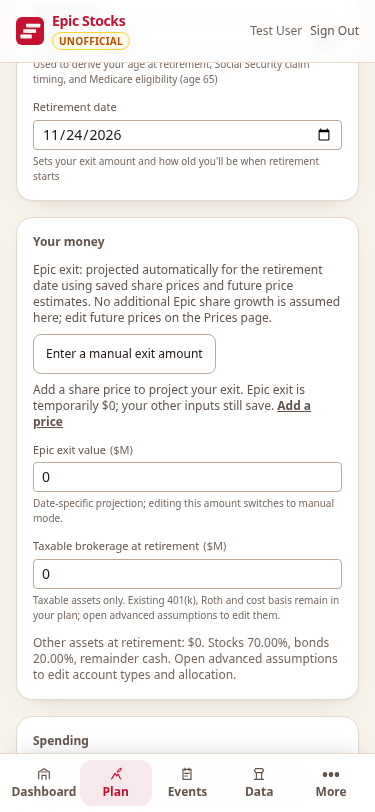 Epic Stocks
UNOFFICIAL
Test User
Sign Out
Used to derive your age at retirement, Social Security claim
timing, and Medicare eligibility (age 65)
Retirement date
11/24/2026
Sets your exit amount and how old you'll be when retirement
starts
Your money
Epic exit: projected automatically for the retirement
date using saved share prices and future price
estimates. No additional Epic share growth is assumed
here; edit future prices on the Prices page.
Enter a manual exit amount
Add a share price to project your exit. Epic exit is
temporarily $0; your other inputs still save. Add a
price
Epic exit value ($M)
0
Date-specific projection; editing this amount switches to manual
mode.
Taxable brokerage at retirement ($M)
0
Taxable assets only. Existing 401(k), Roth and cost basis remain in
your plan; open advanced assumptions to edit them.
Other assets at retirement: $0. Stocks 70.00%, bonds
20.00%, remainder cash. Open advanced assumptions
to edit account types and allocation.
Spending
Dashboard
Plan
Events
Data
More